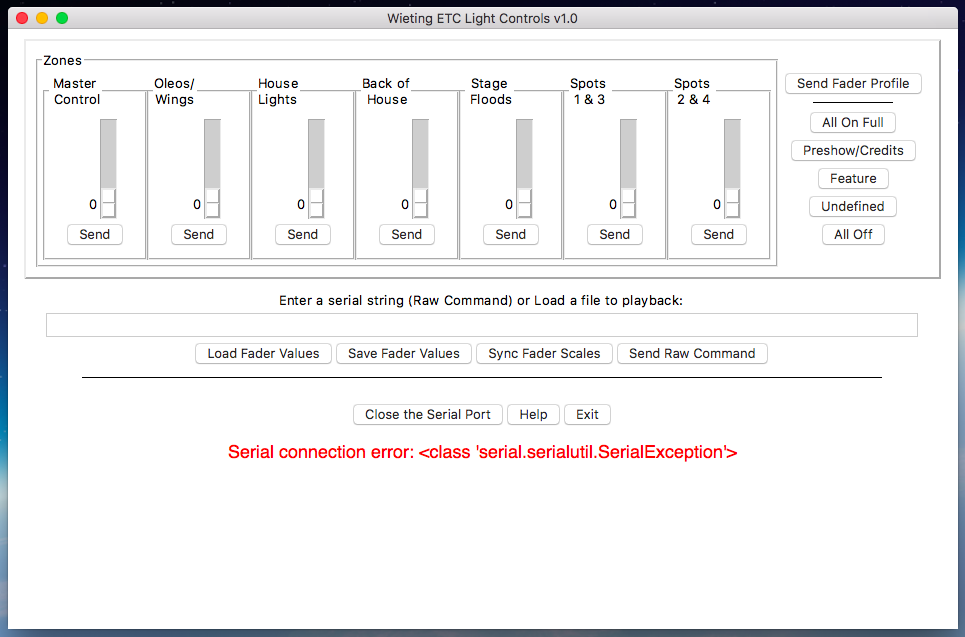 Wieting ETC Light Controls v1.0
Zones
Master Control
Oleos/ Wings
House Lights
Back of House
Stage Floods
Spots 1 & 3
Spots 2 & 4
0 0 0 0 0 0 0
Send Send Send Send Send Send Send
Send Fader Profile
All On Full
Preshow/Credits
Feature
Undefined
All Off
Enter a serial string (Raw Command) or Load a file to playback:
Load Fader Values Save Fader Values Sync Fader Scales Send Raw Command
Close the Serial Port Help Exit
Serial connection error: <class 'serial.serialutil.SerialException'>